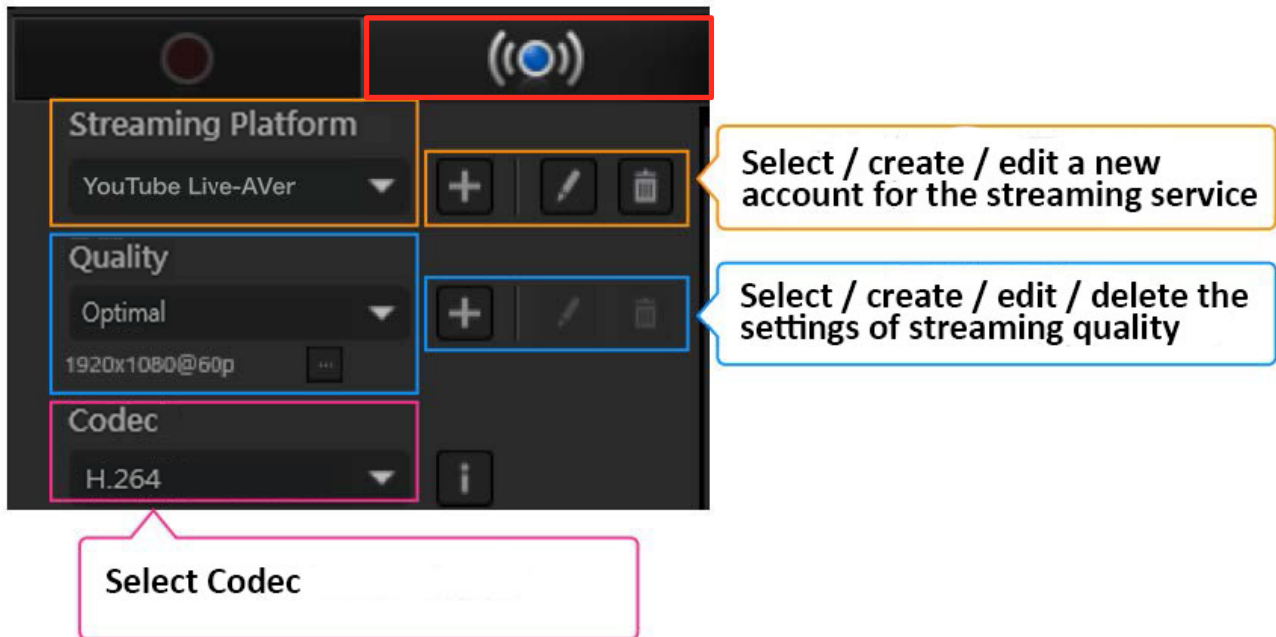 Streaming Platform
YouTube Live-AVer
Select / create / edit a new
account for the streaming service
Quality
Optimal
1920x1080@60p
...
Select / create / edit / delete the
settings of streaming quality
Codec
H.264
i
Select Codec